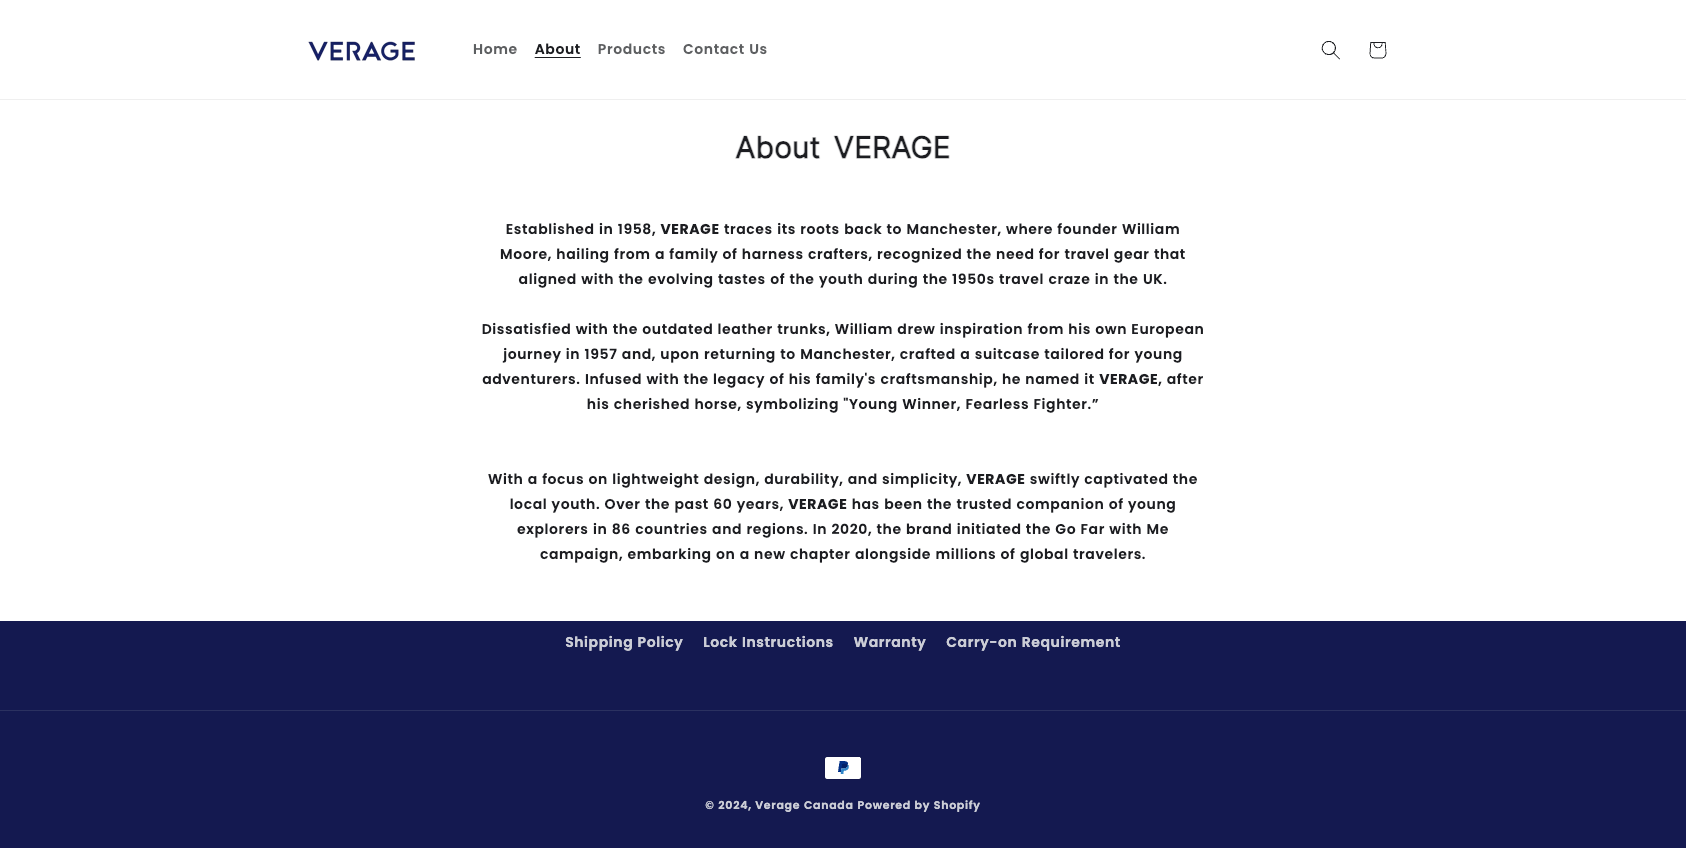 VERAGE
Home About Products Contact Us
About VERAGE
Established in 1958, VERAGE traces its roots back to Manchester, where founder William
Moore, hailing from a family of harness crafters, recognized the need for travel gear that
aligned with the evolving tastes of the youth during the 1950s travel craze in the UK.
Dissatisfied with the outdated leather trunks, William drew inspiration from his own European
journey in 1957 and, upon returning to Manchester, crafted a suitcase tailored for young
adventurers. Infused with the legacy of his family's craftsmanship, he named it VERAGE, after
his cherished horse, symbolizing "Young Winner, Fearless Fighter.”
With a focus on lightweight design, durability, and simplicity, VERAGE swiftly captivated the
local youth. Over the past 60 years, VERAGE has been the trusted companion of young
explorers in 86 countries and regions. In 2020, the brand initiated the Go Far with Me
campaign, embarking on a new chapter alongside millions of global travelers.
Shipping Policy Lock Instructions Warranty Carry-on Requirement
© 2024, Verage Canada Powered by Shopify